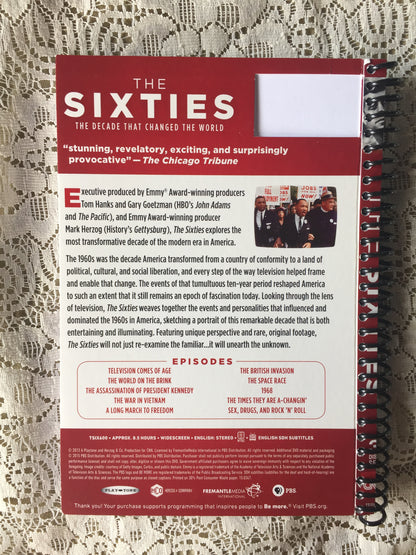 THE
SIXTIES
THE DECADE THAT CHANGED THE WORLD
“stunning, revelatory, exciting, and surprisingly
provocative” — The Chicago Tribune
Executive produced by Emmy® Award-winning producers
Tom Hanks and Gary Goetzman (HBO's John Adams
and The Pacific), and Emmy Award-winning producer
Mark Herzog (History's Gettysburg), The Sixties explores the
most transformative decade of the modern era in America.
The 1960s was the decade America transformed from a country of conformity to a land of
political, cultural, and social liberation, and every step of the way television helped frame
and enable that change. The events of that tumultuous ten-year period reshaped America
to such an extent that it still remains an epoch of fascination today. Looking through the lens
of television, The Sixties weaves together the events and personalities that influenced and
dominated the 1960s in America, sketching a portrait of this remarkable decade that is both
entertaining and illuminating. Featuring unique perspective and rare, original footage,
The Sixties will not just re-examine the familiar...it will unearth the unknown.
EPISODES
TELEVISION COMES OF AGE
THE WORLD ON THE BRINK
THE ASSASSINATION OF PRESIDENT KENNEDY
THE WAR IN VIETNAM
A LONG MARCH TO FREEDOM
THE BRITISH INVASION
THE SPACE RACE
1968
THE TIMES THEY ARE A-CHANGIN'
SEX, DRUGS, AND ROCK 'N' ROLL
TSIX600 • APPROX. 8.5 HOURS • WIDESCREEN • ENGLISH: STEREO • ENGLISH SDH SUBTITLES
PLAYTONE
HERZOG & COMPANY
FREMANTLEMEDIA
INTERNATIONAL
PBS
Thank you! Your purchase supports programming that inspires people to Be more.® Visit PBS.org.